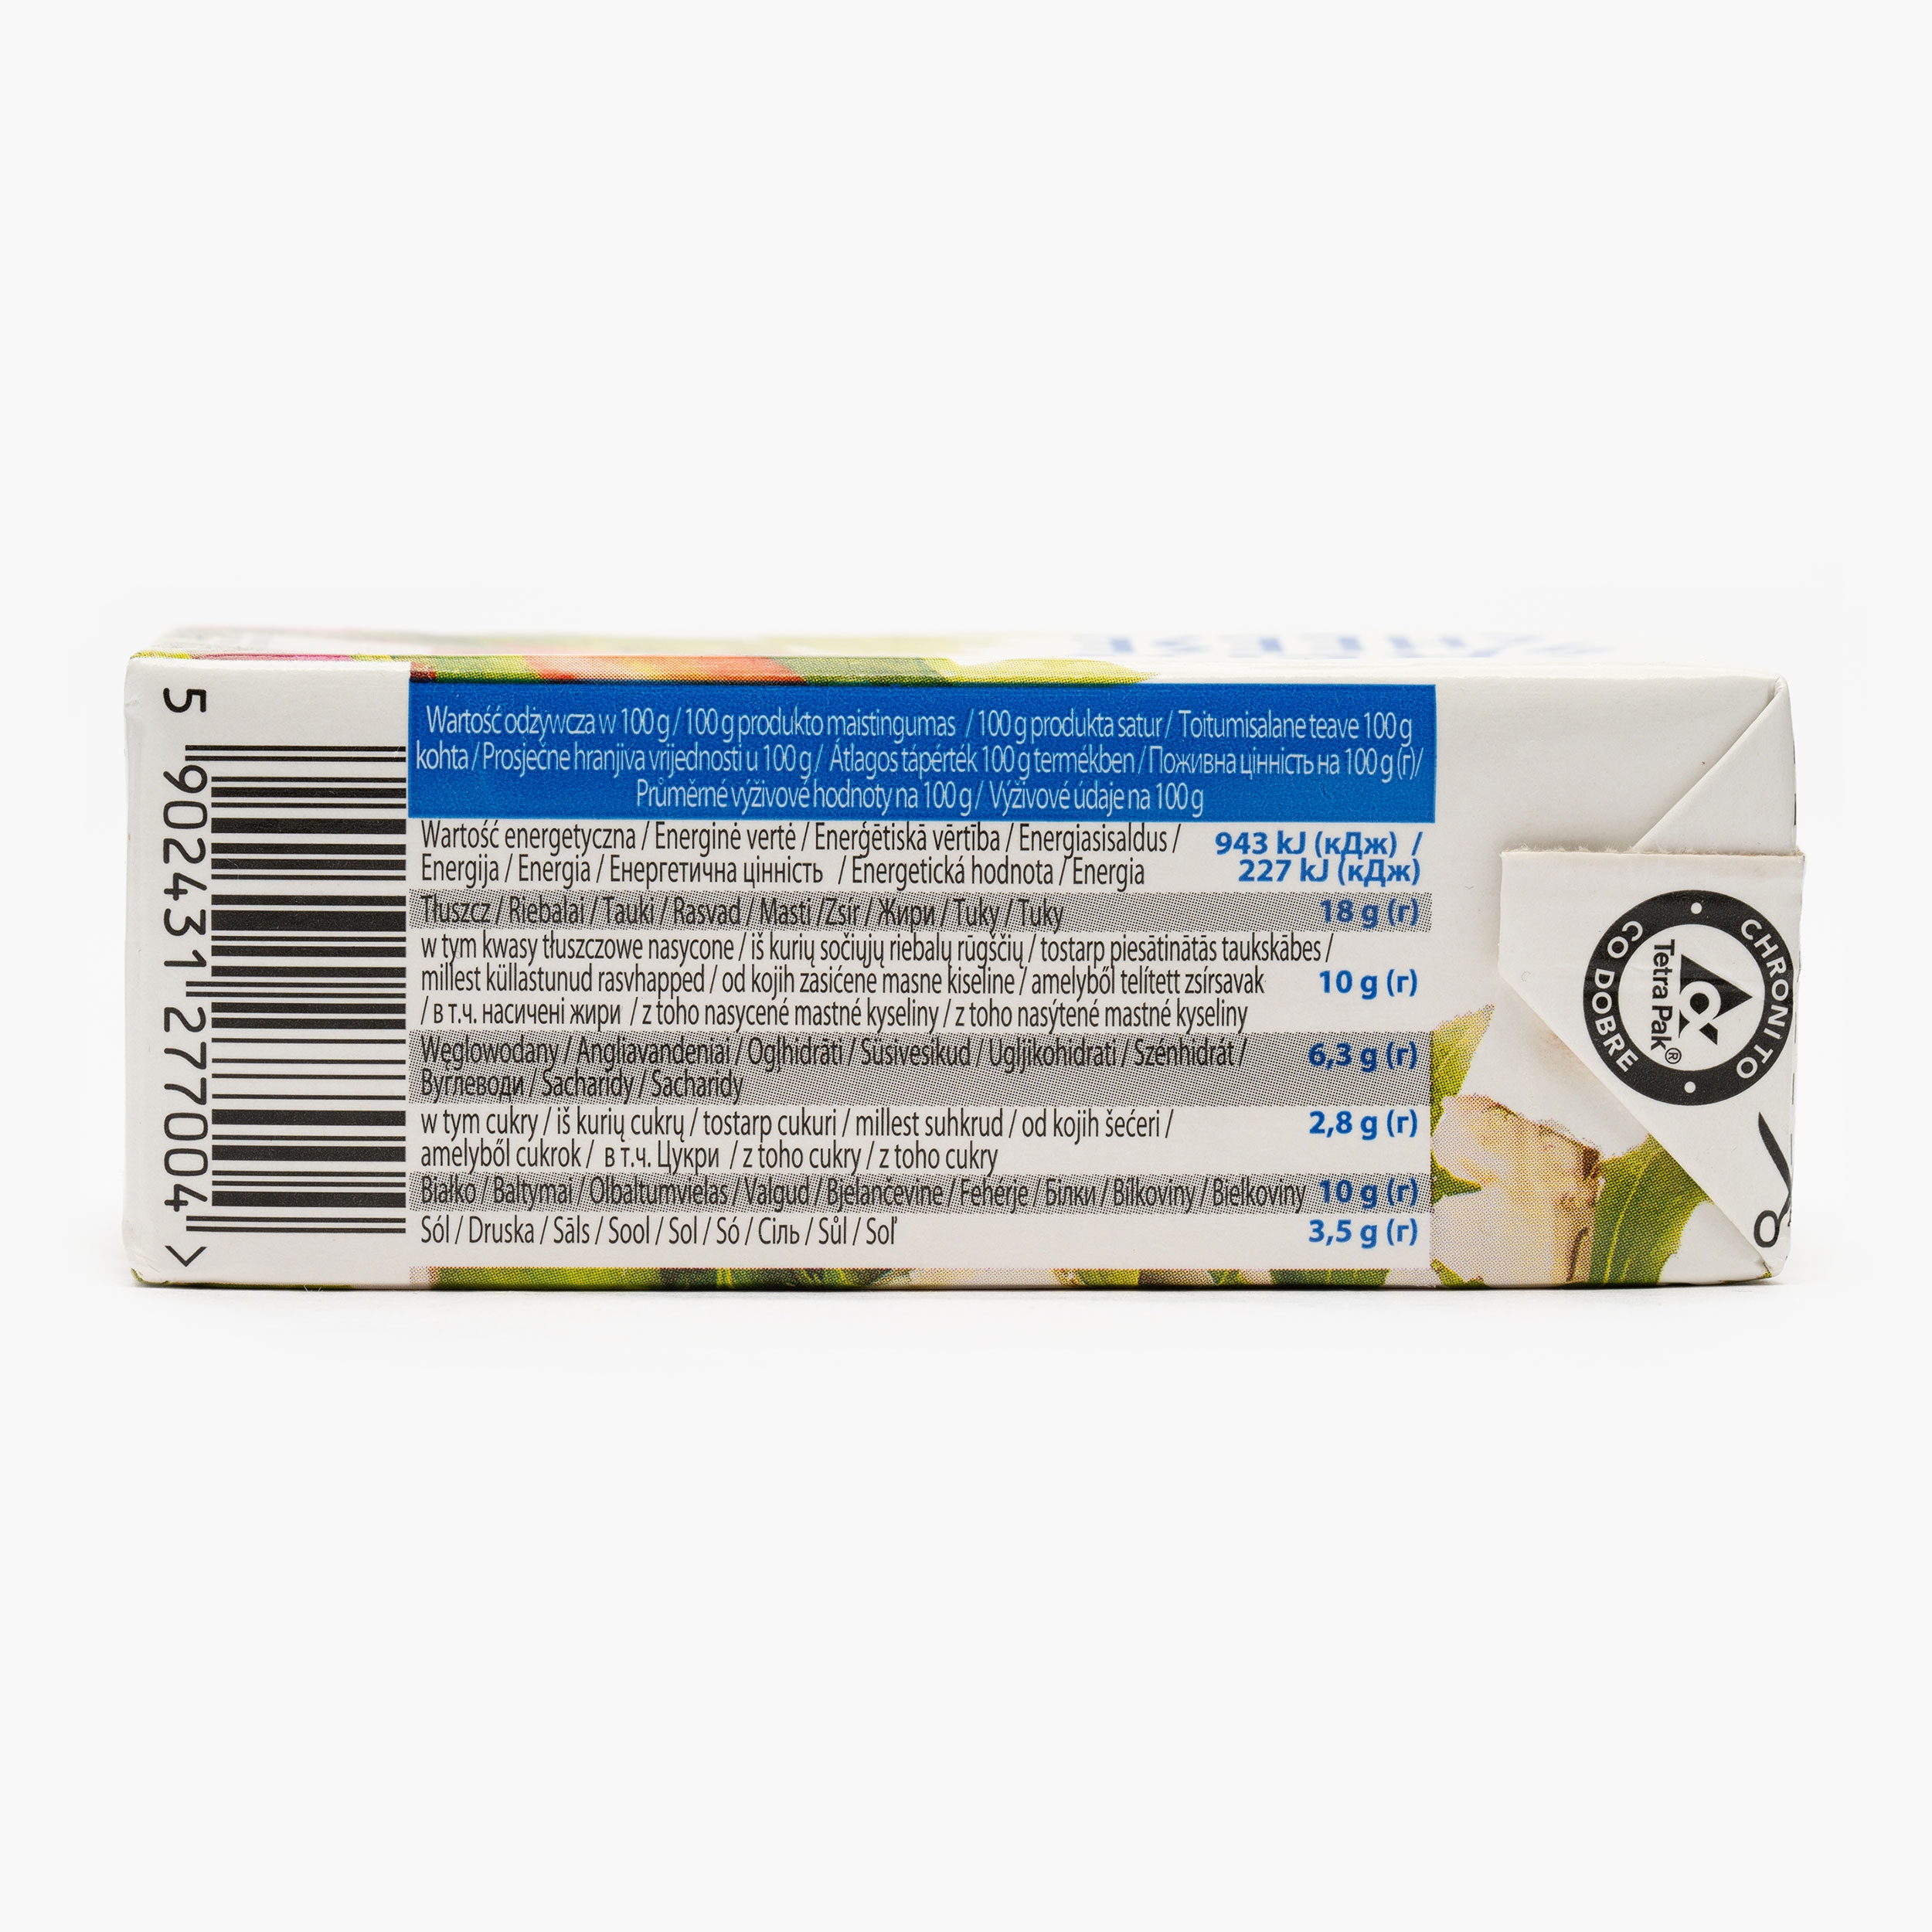 Wartość odżywcza w 100 g / 100 g produkto maistingumas / 100 g produkta satur / Toitumisalane teave 100 g
kohta / Prosječne hranjiva vrijednosti u 100 g / Átlagos tápérték 100 g termékben / Поживна цінність на 100 g (г)/
Průměrné výživové hodnoty na 100 g / Výživové údaje na 100 g
Wartość energetyczna / Energinė vertė / Enerģētiskā vērtība / Energiasisaldus /
Energija / Energia / Енергетична цінність / Energetická hodnota / Energia
943 kJ (кДж) /
227 kJ (кДж)
Tłuszcz / Riebalai / Tauki / Rasvad / Masti /Zsír / Жири / Tuky / Tuky 18 g (г)
w tym kwasy tłuszczowe nasycone / iš kurių sočiųjų riebalų rūgščių / tostarp piesātinātās taukskābes /
millest küllastunud rasvhapped / od kojih zasićene masne kiseline / amelyből telített zsírsavak 10 g (г)
/ в т.ч. насичені жири / z toho nasycené mastné kyseliny / z toho nasýtené mastné kyseliny
Węglowodany / Angliavandeniai / Ogļhidrāti / Süsivesikud / Ugljikohidrati / Szénhidrát / 6,3 g (г)
Вуглеводи / Sacharidy / Sacharidy
w tym cukry / iš kurių cukrų / tostarp cukuri / millest suhkrud / od kojih šećeri / 2,8 g (г)
amelyből cukrok / в т.ч. Цукри / z toho cukry / z toho cukry
Białko / Baltymai / Olbaltumvielas / Valgud / Bjelančevine / Fehérje / Білки / Bílkoviny / Bielkoviny 10 g (г)
Sól / Druska / Sāls / Sool / Sol / Só / Сіль / Sůl / Soľ 3,5 g (г)
5 902431 277004 >
CHRONI TO
CO DOBRE
Tetra Pak®